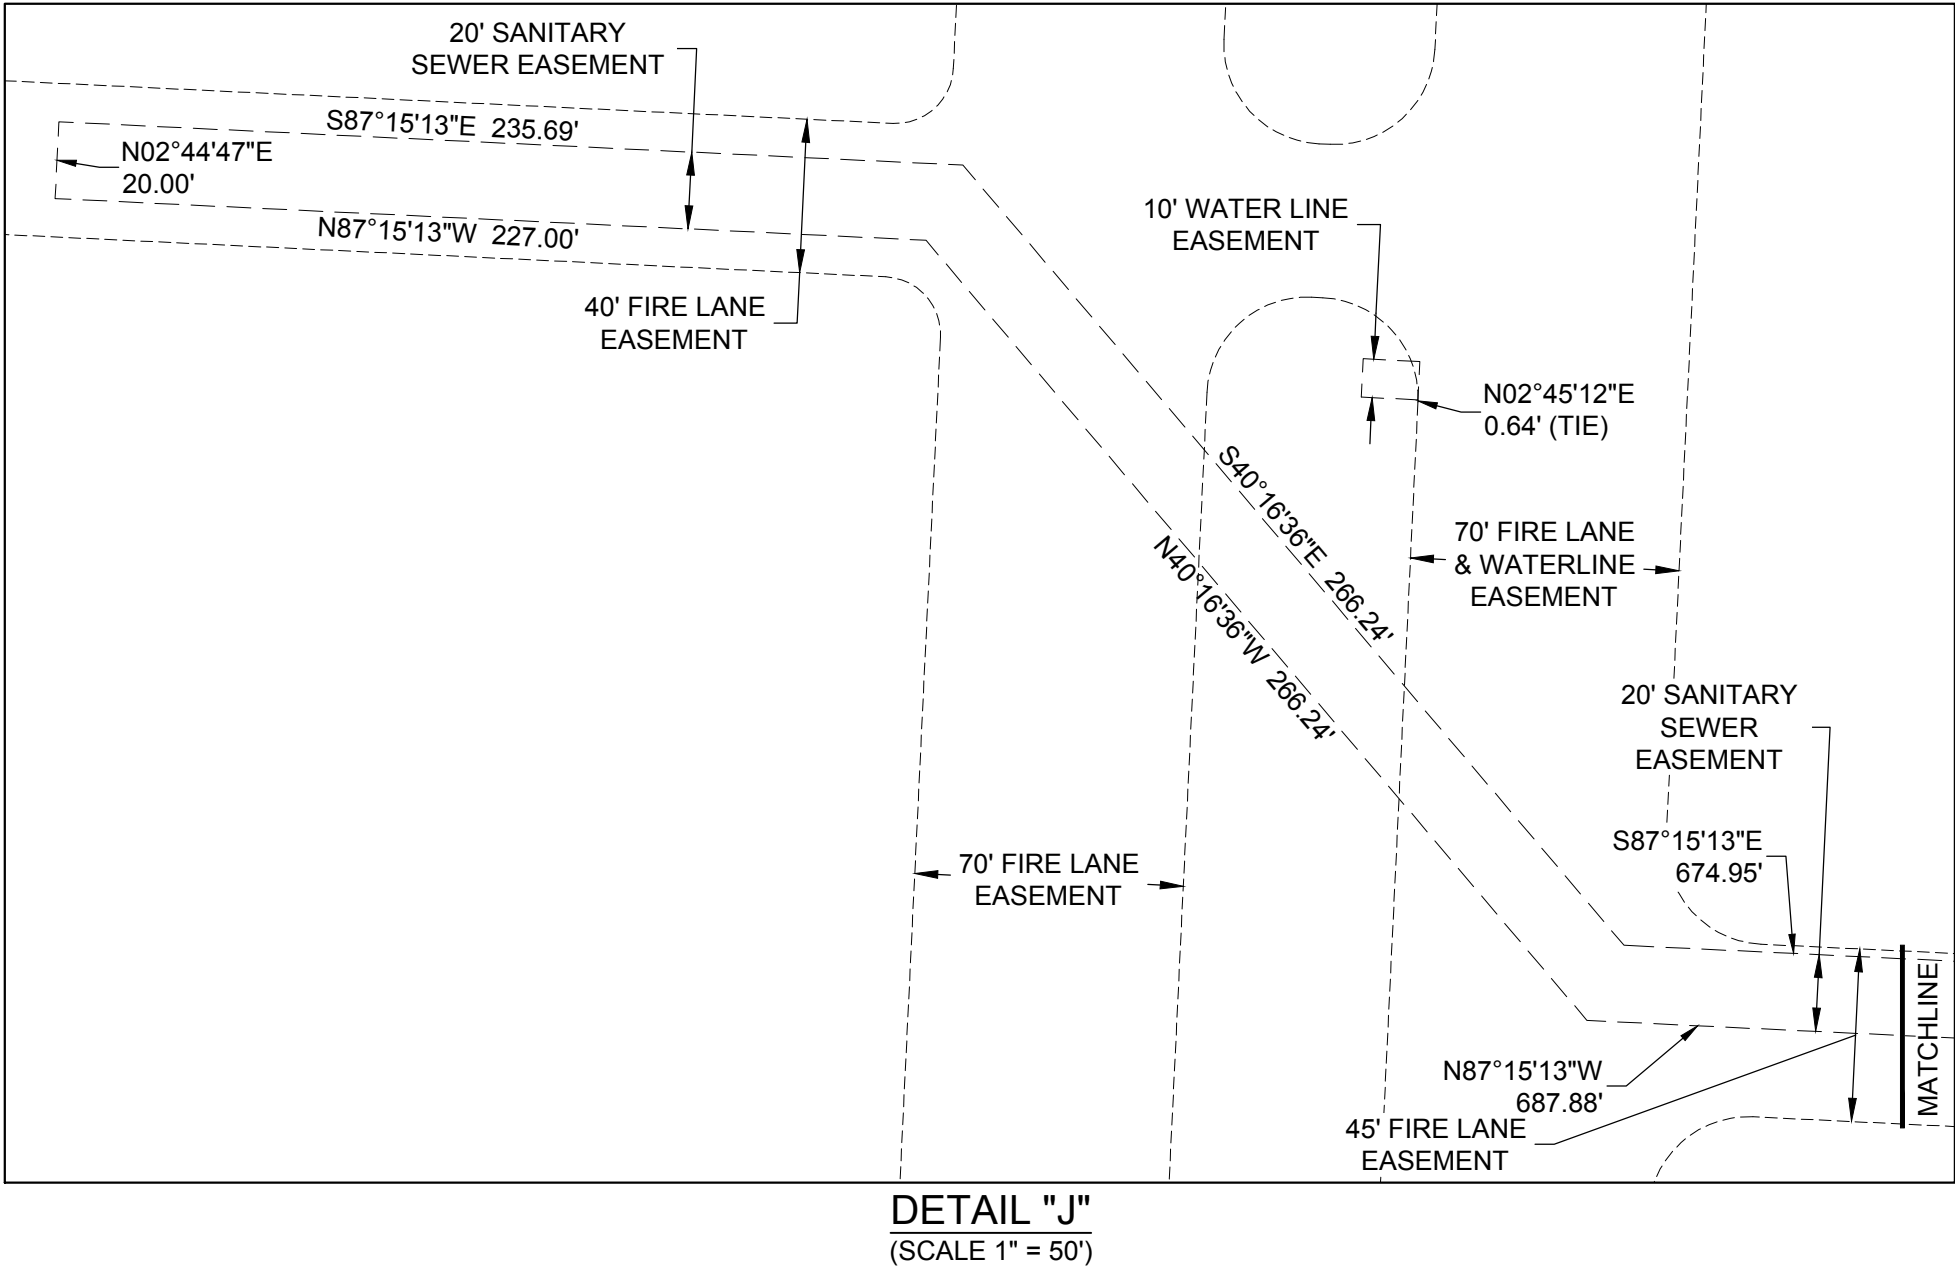 20' SANITARY
SEWER EASEMENT
S87°15'13"E 235.69'
N02°44'47"E
20.00'
N87°15'13"W 227.00'
40' FIRE LANE
EASEMENT
10' WATER LINE
EASEMENT
N02°45'12"E
0.64' (TIE)
S40°16'36"E 266.24'
N40°16'36"W 266.24'
70' FIRE LANE
& WATERLINE
EASEMENT
20' SANITARY
SEWER
EASEMENT
S87°15'13"E
674.95'
70' FIRE LANE
EASEMENT
MATCHLINE
N87°15'13"W
687.88'
45' FIRE LANE
EASEMENT
DETAIL "J"
(SCALE 1" = 50')